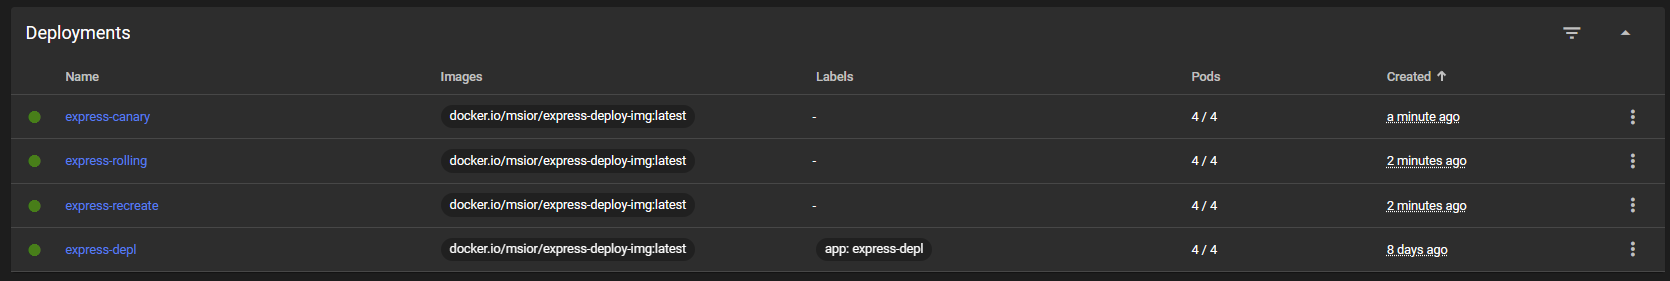 Deployments
Name Images Labels Pods Created ↑
express-canary docker.io/msior/express-deploy-img:latest - 4 / 4 a minute ago
express-rolling docker.io/msior/express-deploy-img:latest - 4 / 4 2 minutes ago
express-recreate docker.io/msior/express-deploy-img:latest - 4 / 4 2 minutes ago
express-depl docker.io/msior/express-deploy-img:latest app: express-depl 4 / 4 8 days ago